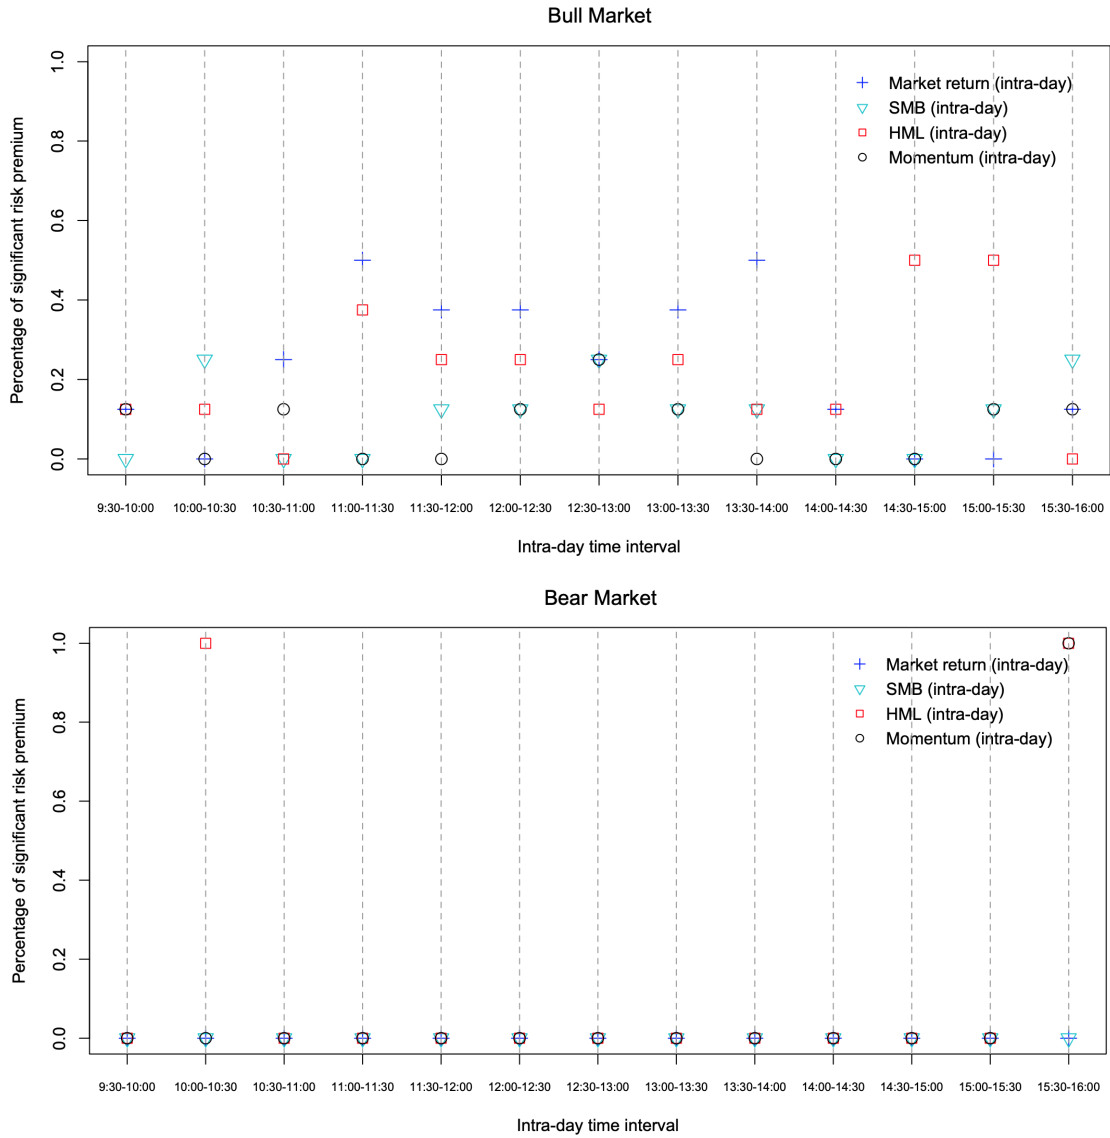 Bull Market
Percentage of significant risk premium
1.0
0.8
0.6
0.4
0.2
0.0
Market return (intra-day)
SMB (intra-day)
HML (intra-day)
Momentum (intra-day)
9:30-10:00 10:00-10:30 10:30-11:00 11:00-11:30 11:30-12:00 12:00-12:30 12:30-13:00 13:00-13:30 13:30-14:00 14:00-14:30 14:30-15:00 15:00-15:30 15:30-16:00
Intra-day time interval
Bear Market
Percentage of significant risk premium
1.0
0.8
0.6
0.4
0.2
0.0
Market return (intra-day)
SMB (intra-day)
HML (intra-day)
Momentum (intra-day)
9:30-10:00 10:00-10:30 10:30-11:00 11:00-11:30 11:30-12:00 12:00-12:30 12:30-13:00 13:00-13:30 13:30-14:00 14:00-14:30 14:30-15:00 15:00-15:30 15:30-16:00
Intra-day time interval